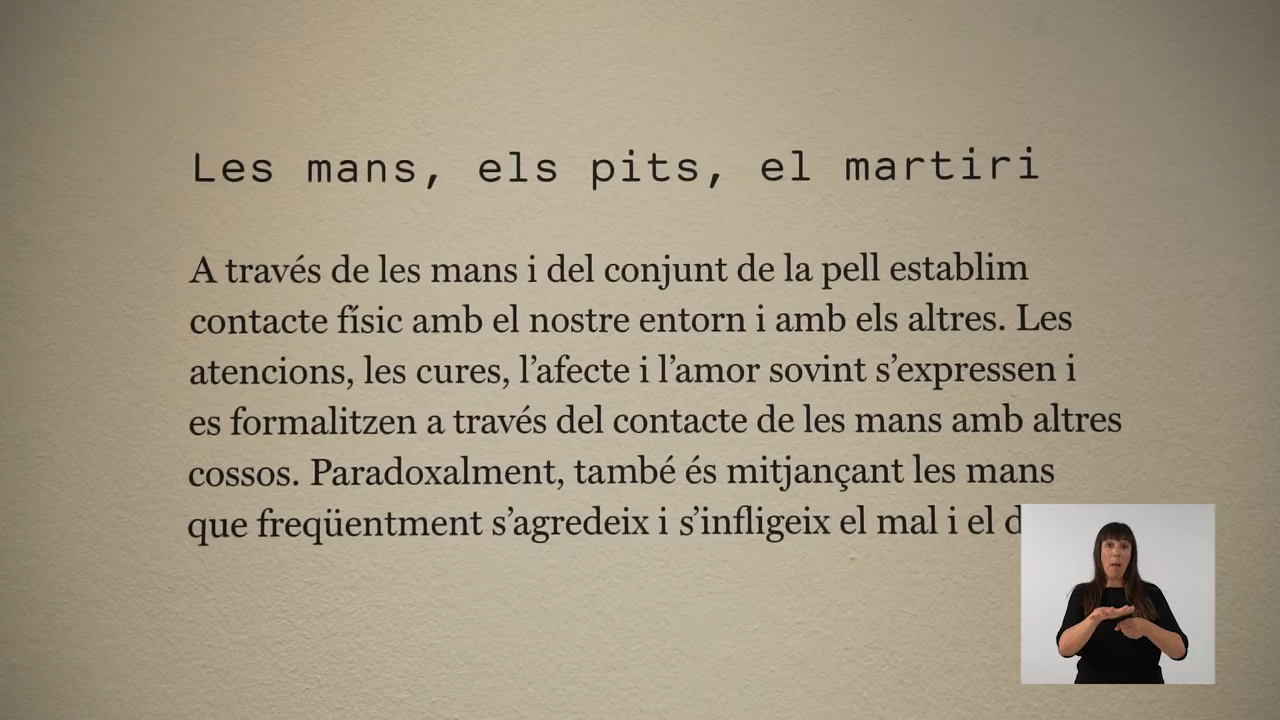 Les mans, els pits, el martiri
A través de les mans i del conjunt de la pell establim
contacte físic amb el nostre entorn i amb els altres. Les
atencions, les cures, l’afecte i l’amor sovint s’expressen i
es formalitzen a través del contacte de les mans amb altres
cossos. Paradoxalment, també és mitjançant les mans
que freqüentment s’agredeix i s’infligeix el mal i el